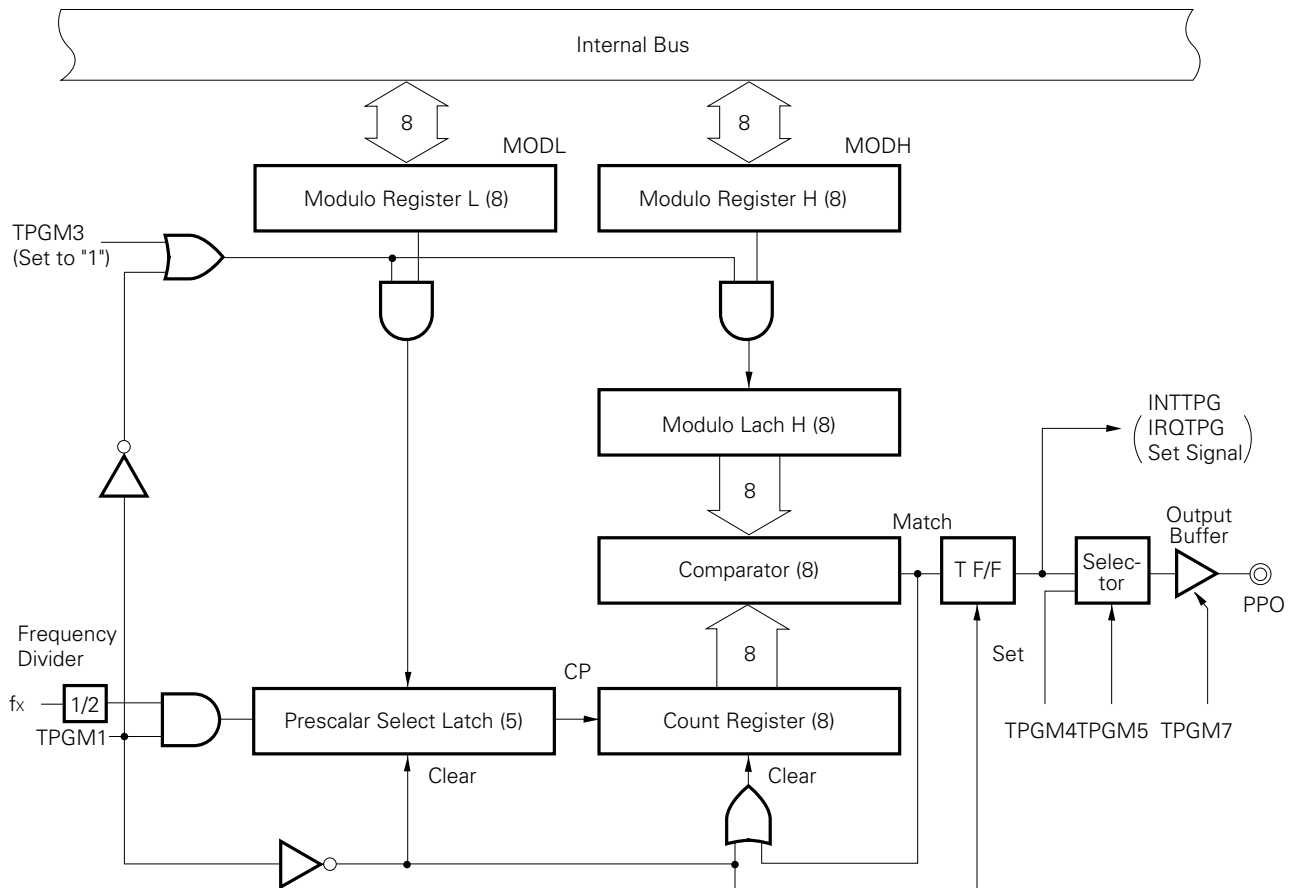 Internal Bus
8
8
MODL
MODH
Modulo Register L (8)
Modulo Register H (8)
TPGM3
(Set to "1")
Modulo Lach H (8)
INTTPG
IRQTPG
Set Signal
8
Match
Output
Buffer
Comparator (8)
T F/F
Selec-
tor
PPO
Frequency
Divider
8
Set
CP
fx
1/2
Prescalar Select Latch (5)
Count Register (8)
TPGM1
TPGM4
TPGM5
TPGM7
Clear
Clear